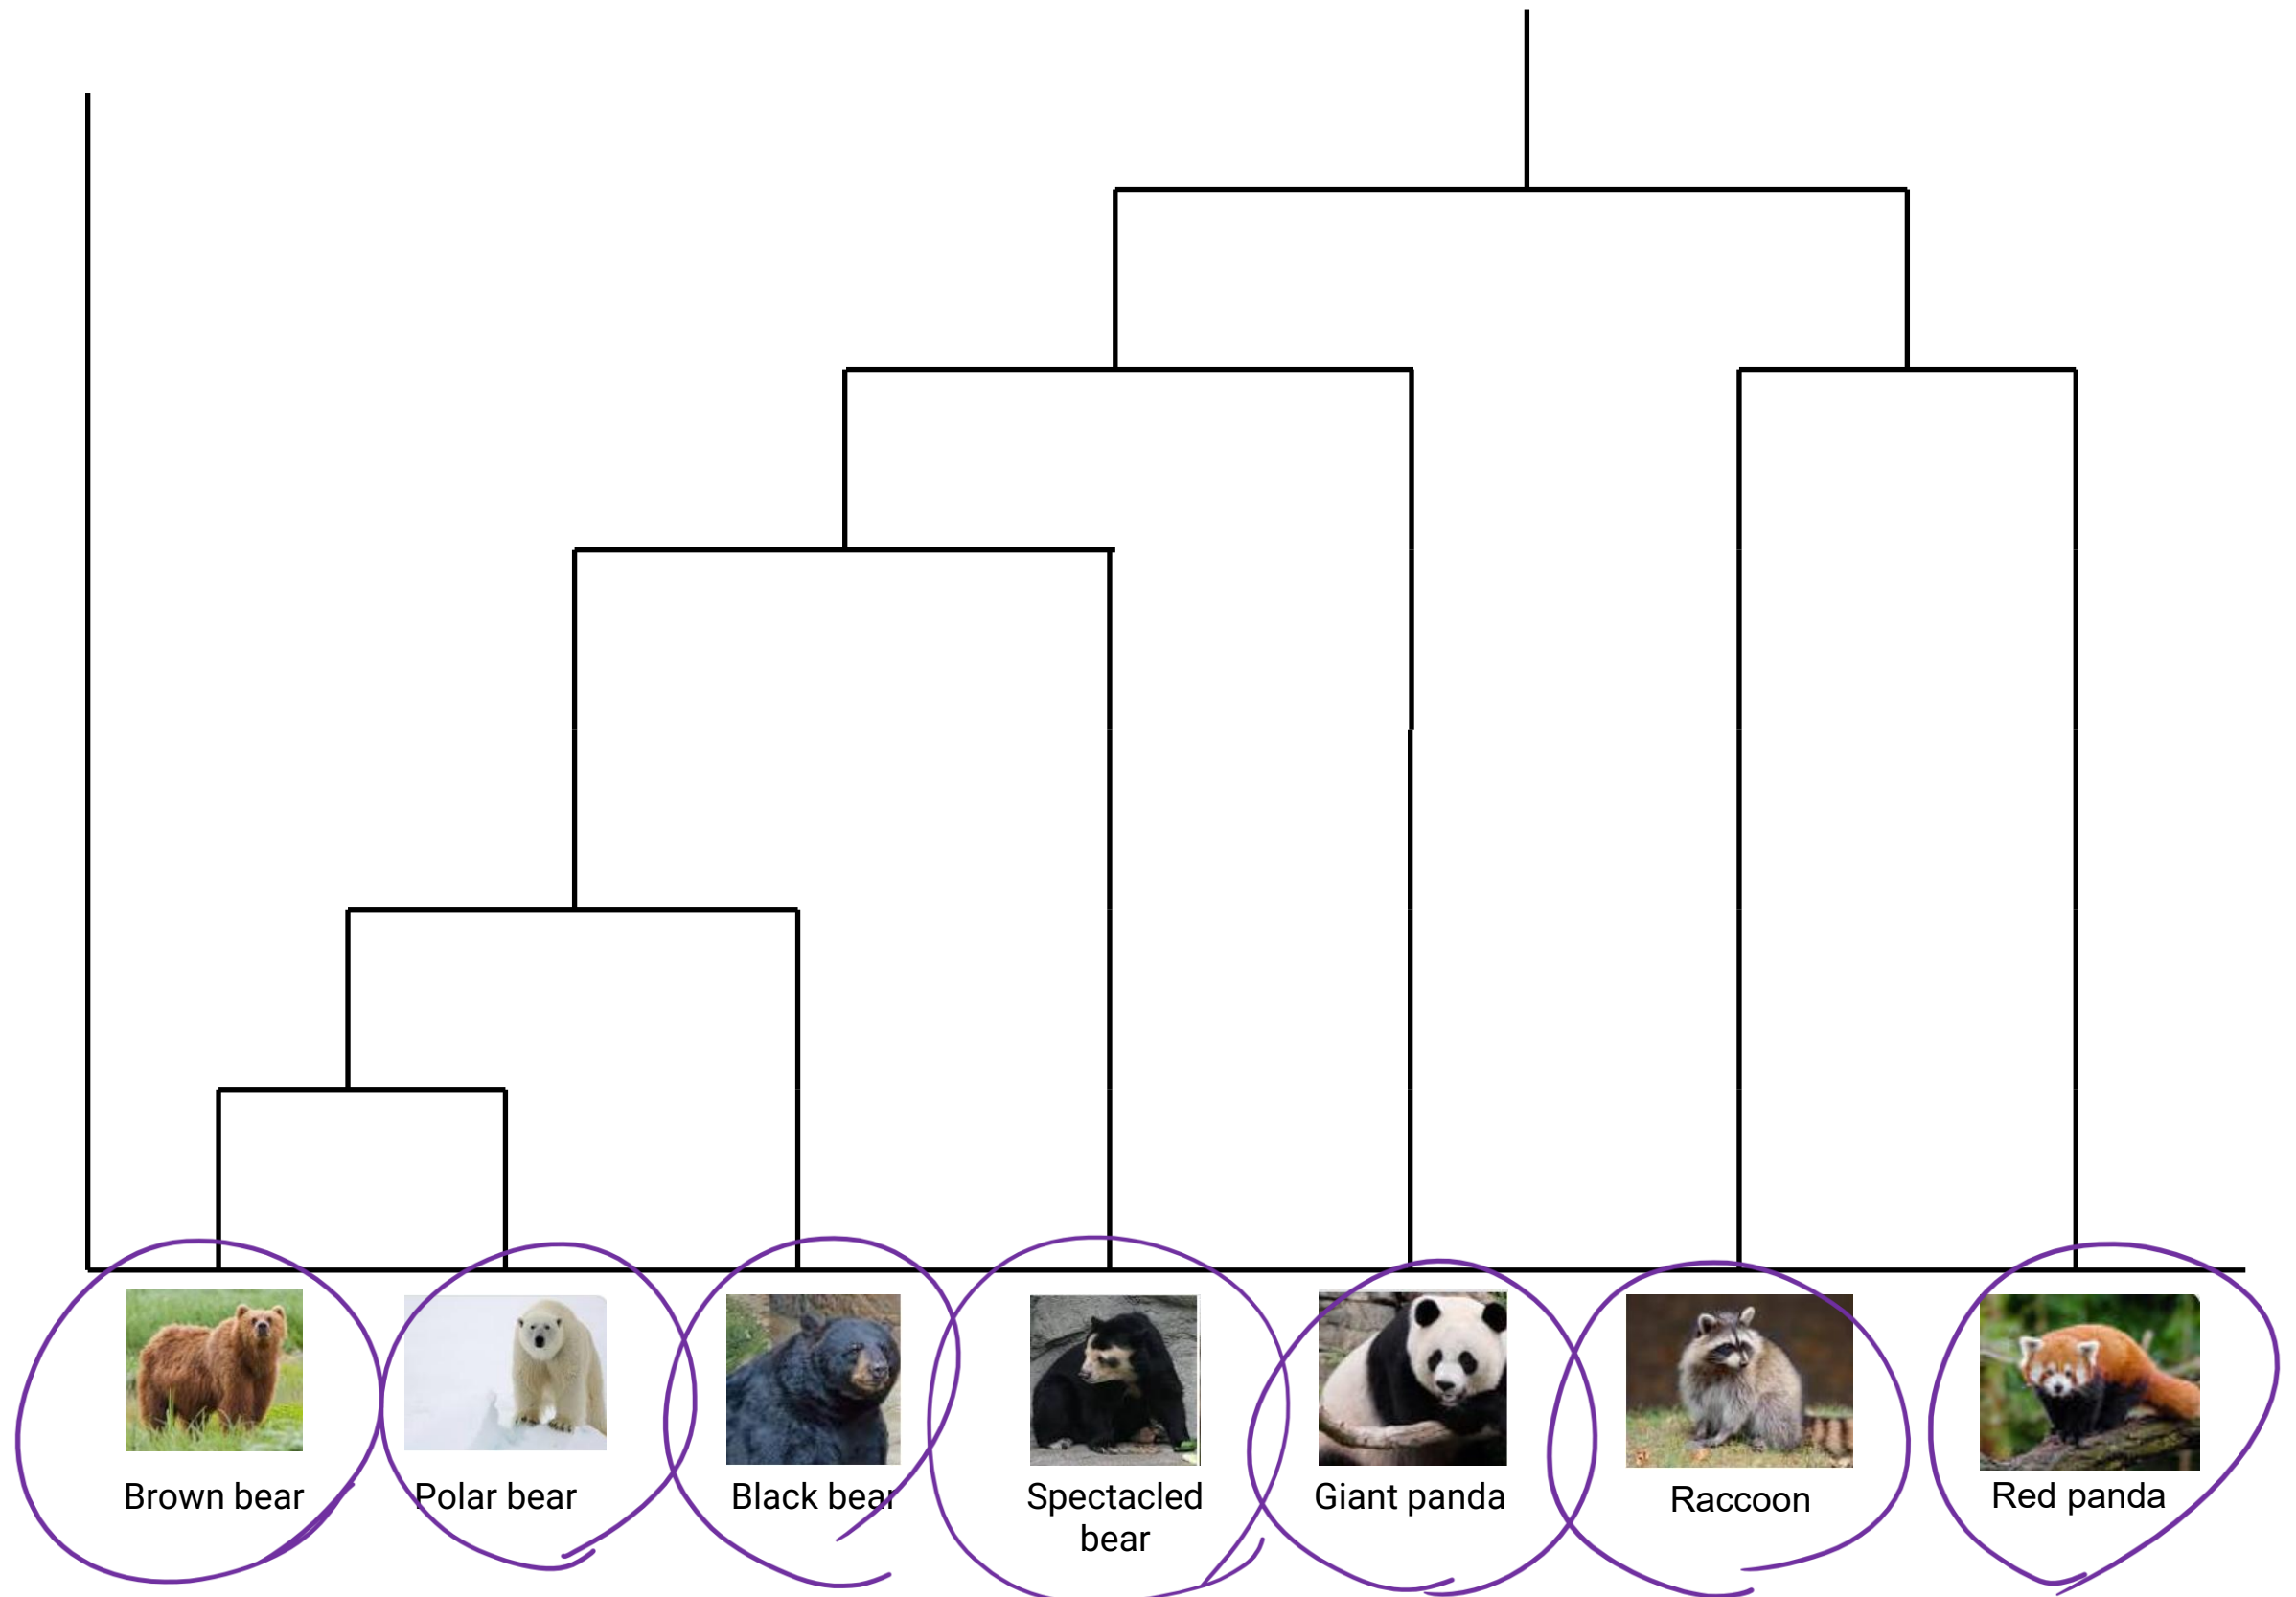 Brown bear
Polar bear
Black bear
Spectacled
bear
Giant panda
Raccoon
Red panda